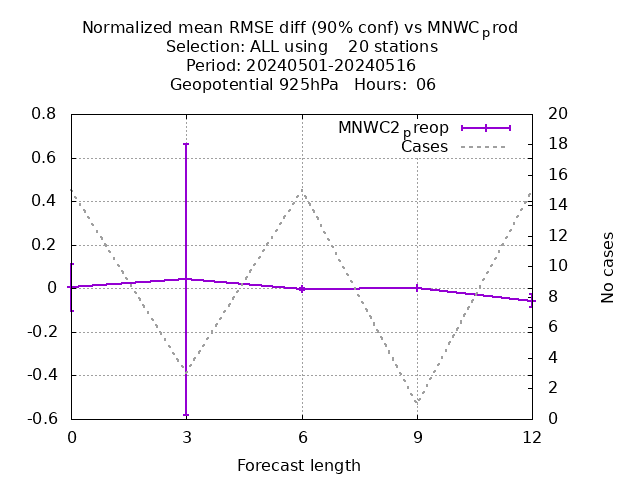 Normalized mean RMSE diff (90% conf) vs MNWCprod
Selection: ALL using    20 stations
Period: 20240501-20240516
Geopotential 925hPa   Hours:  06
MNWC2preop
Cases
0.8
0.6
0.4
0.2
0
-0.2
-0.4
-0.6
20
18
16
14
12
10
8
6
4
2
0
No cases
0 3 6 9 12
Forecast length